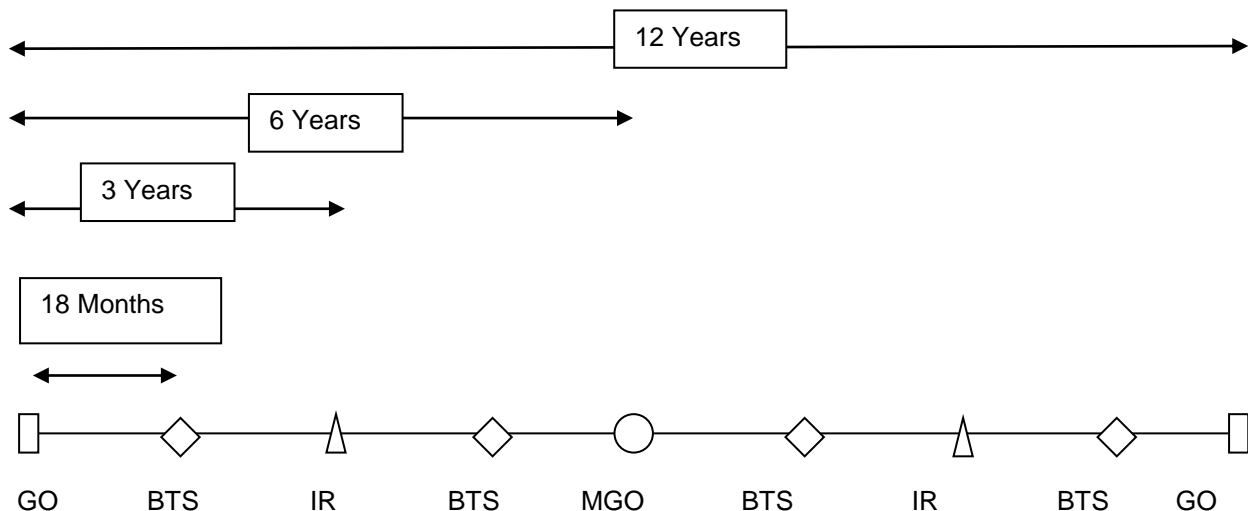 12 Years
6 Years
3 Years
18 Months
GO BTS IR BTS MGO BTS IR BTS GO